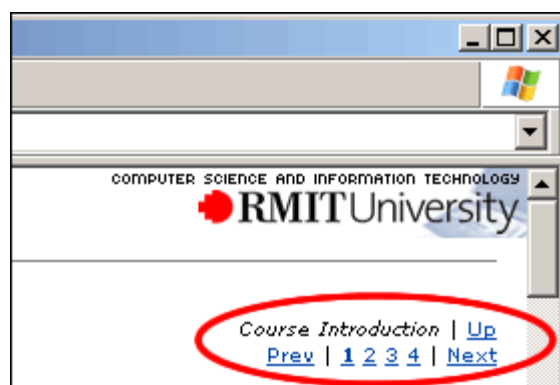 COMPUTER SCIENCE AND INFORMATION TECHNOLOGY
RMIT University
Course Introduction | Up
Prev | 1 2 3 4 | Next